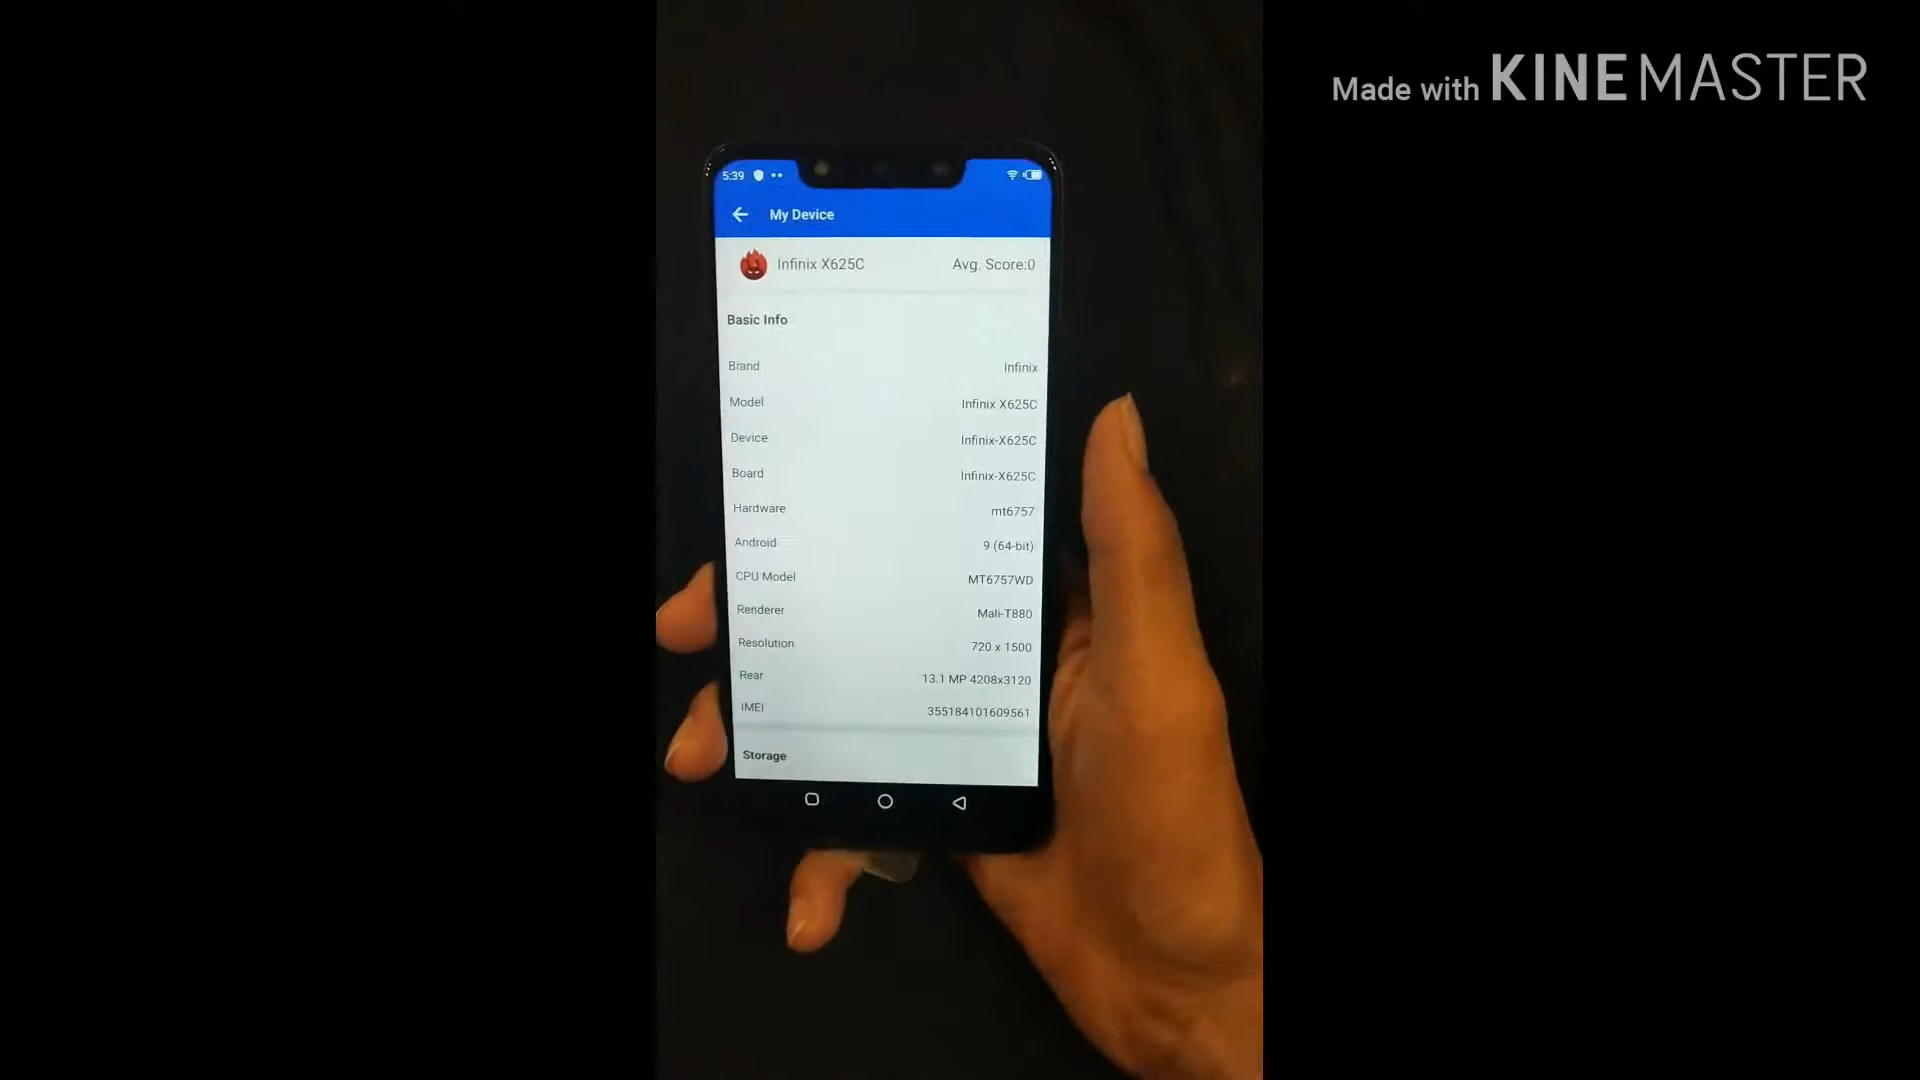 Made with KINEMASTER
5:39
My Device
Infinix X625C Avg. Score:0
Basic Info
Brand Infinix
Model Infinix X625C
Device Infinix-X625C
Board Infinix-X625C
Hardware mt6757
Android 9 (64-bit)
CPU Model MT6757WD
Renderer Mali-T880
Resolution 720 x 1500
Rear 13.1 MP 4208x3120
IMEI 355184101609561
Storage